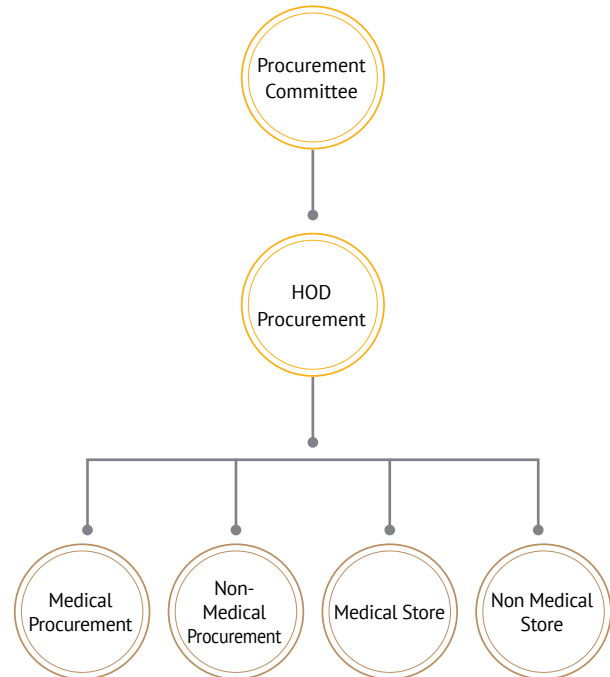 Procurement
Committee
HOD
Procurement
Medical
Procurement
Non-
Medical
Procurement
Medical Store
Non Medical
Store